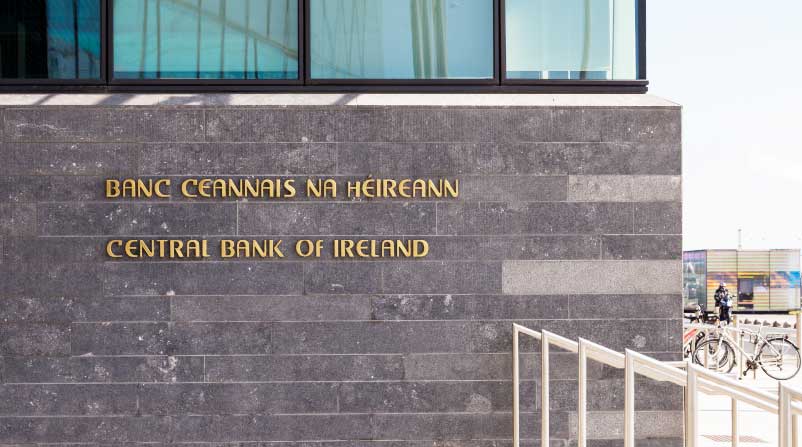 BANC CEANNAIS NA HÉIREANN
CENTRAL BANK OF IRELAND